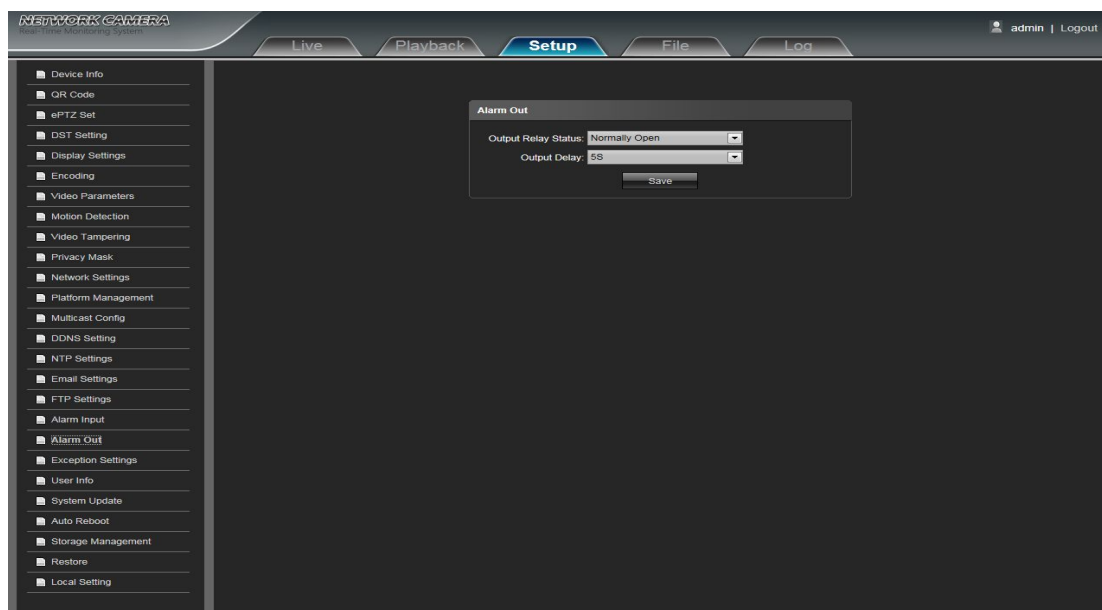 NETWORK CAMERA
Real-Time Monitoring System
admin | Logout
Live
Playback
Setup
File
Log
Device Info
QR Code
ePTZ Set
DST Setting
Display Settings
Encoding
Video Parameters
Motion Detection
Video Tampering
Privacy Mask
Network Settings
Platform Management
Multicast Config
DDNS Setting
NTP Settings
Email Settings
FTP Settings
Alarm Input
Alarm Out
Exception Settings
User Info
System Update
Auto Reboot
Storage Management
Restore
Local Setting
Alarm Out
Output Relay Status: Normally Open
Output Delay: 5S
Save